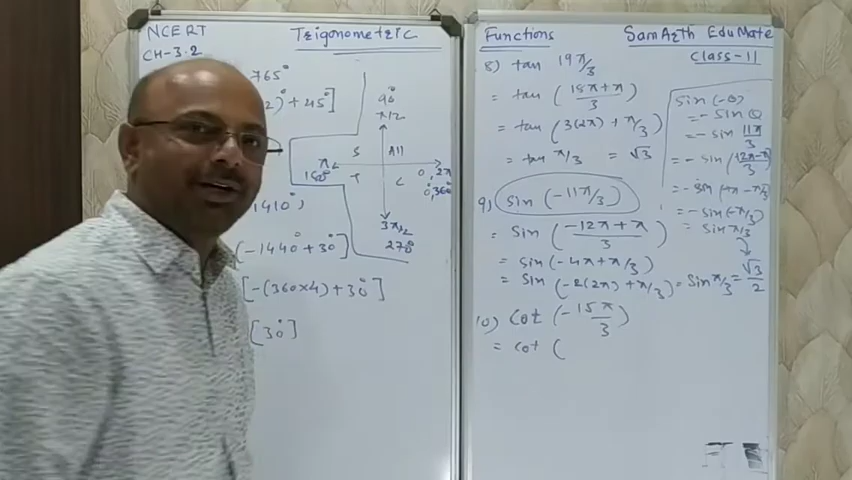 NCERT
CH-3.2
Trigonometric
Functions
SamArth EduMate
Class-11
765°
2)+45°]
90°
π/2
S
All
π
180°
0, 2π
0°, 360°
T
C
3π/2
270°
1410°)
(-1440°+30°)]
[-(360×4)+30°]
[30°]
8) tan 19π/3
= tan (18π+π/3)
= tan (3(2π)+π/3)
= tan π/3 = √3
9) sin (-11π/3)
= sin (-12π+π/3)
= sin (-4π+π/3)
= sin (-2(2π)+π/3) = sin π/3 = √3/2
10) cot (-15π/3)
= cot (
sin (-θ)
= - sin θ
= - sin 11π/3
= - sin (12π-π/3)
= - sin (4π-π/3)
= - sin (-π/3)
= sin π/3